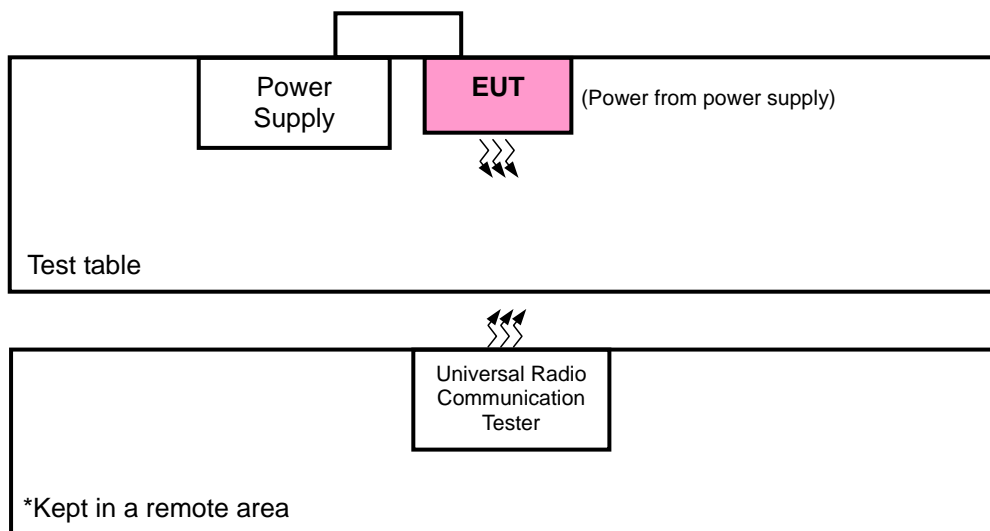 Power
Supply
EUT
(Power from power supply)
Test table
Universal Radio
Communication
Tester
*Kept in a remote area